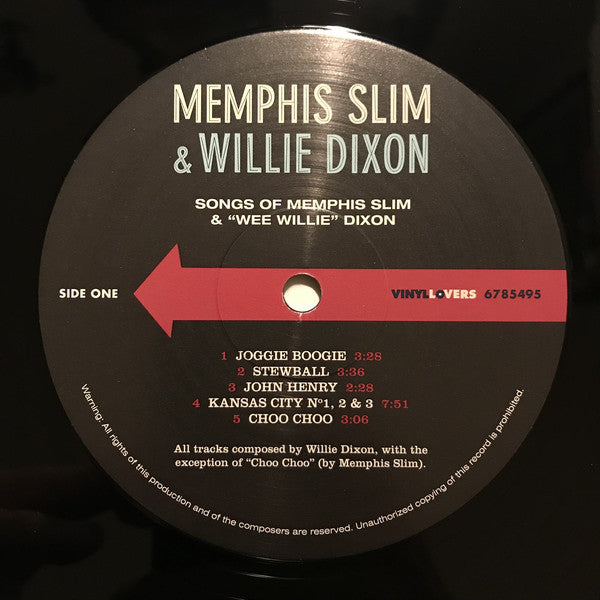 MEMPHIS SLIM
& WILLIE DIXON
SONGS OF MEMPHIS SLIM
& “WEE WILLIE” DIXON
SIDE ONE
VINYLLOVERS 6785495
1 JOGGIE BOOGIE 3:28
2 STEWBALL 3:36
3 JOHN HENRY 2:28
4 KANSAS CITY Nº1, 2 & 3 7:51
5 CHOO CHOO 3:06
All tracks composed by Willie Dixon, with the
exception of “Choo Choo” (by Memphis Slim).
Warning: All rights of this production and of the composers are reserved. Unauthorized copying of this record is prohibited.